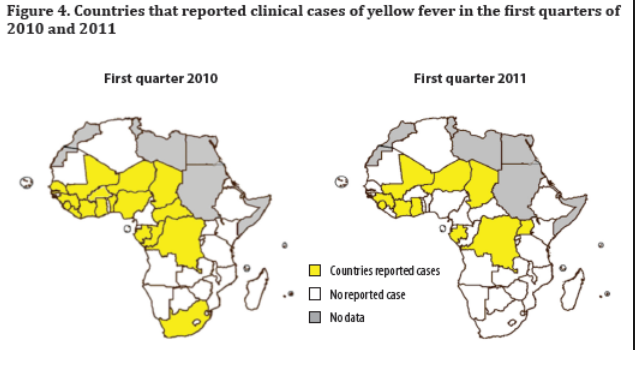 Figure 4. Countries that reported clinical cases of yellow fever in the first quarters of
2010 and 2011
First quarter 2010
First quarter 2011
Countries reported cases
No reported case
No data